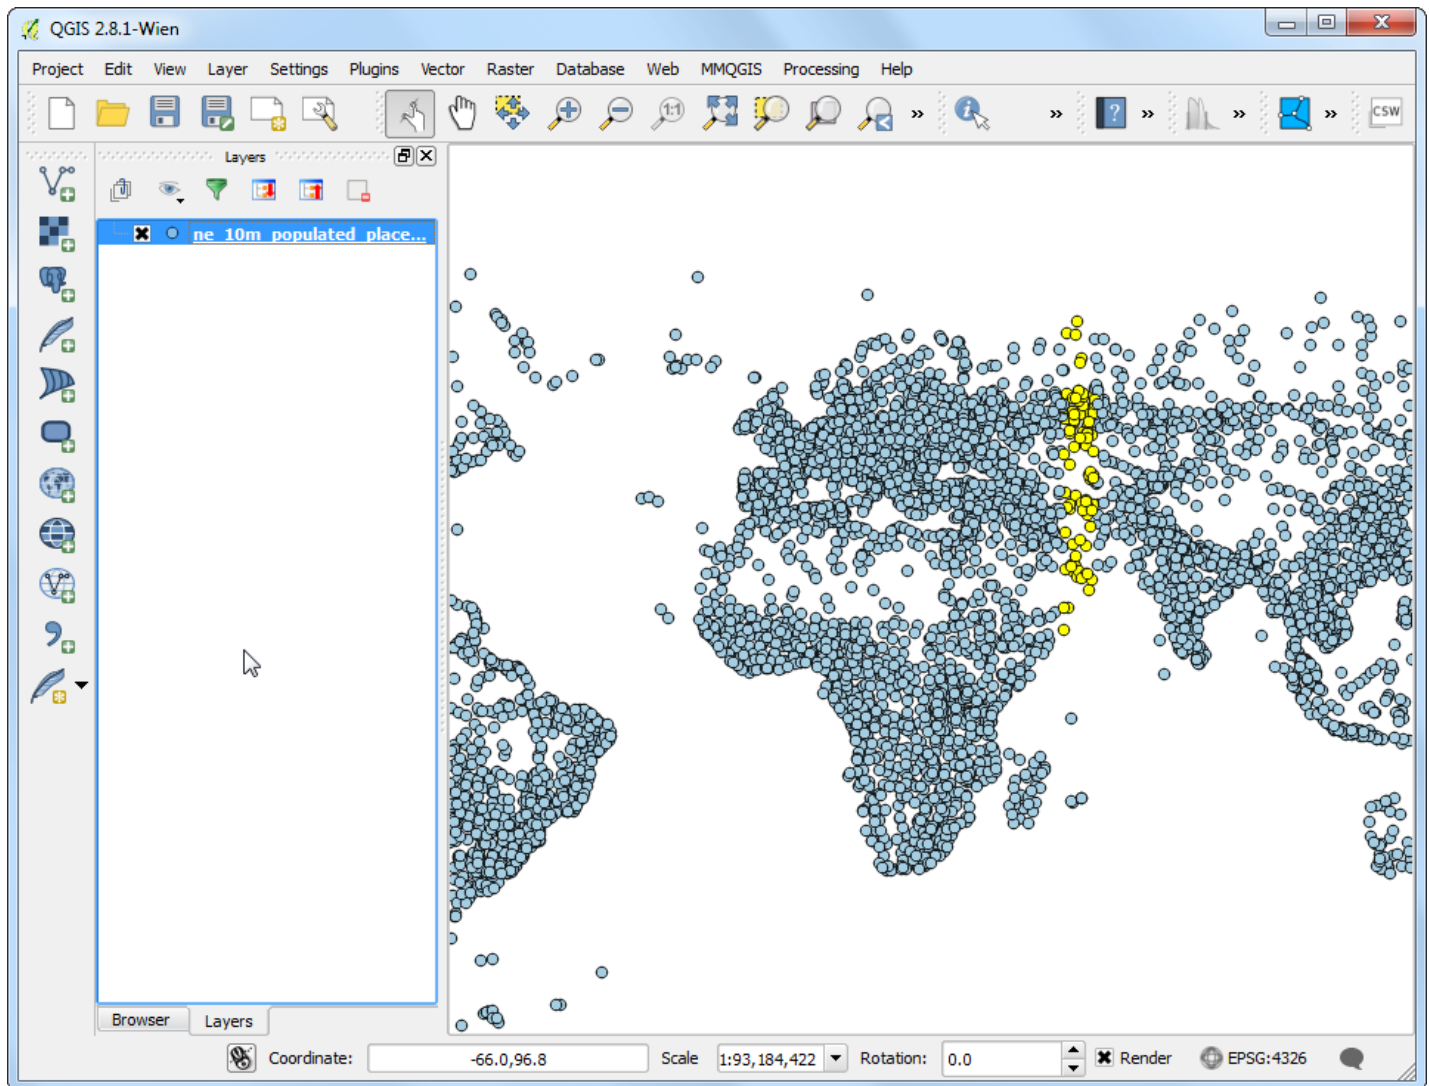 QGIS 2.8.1-Wien
Project Edit View Layer Settings Plugins Vector Raster Database Web MMQGIS Processing Help
1:1 » » ? » » » CSW
Layers
ne_10m_populated_place...
Browser Layers
Coordinate: -66.0,96.8 Scale 1:93,184,422 Rotation: 0.0 Render EPSG:4326